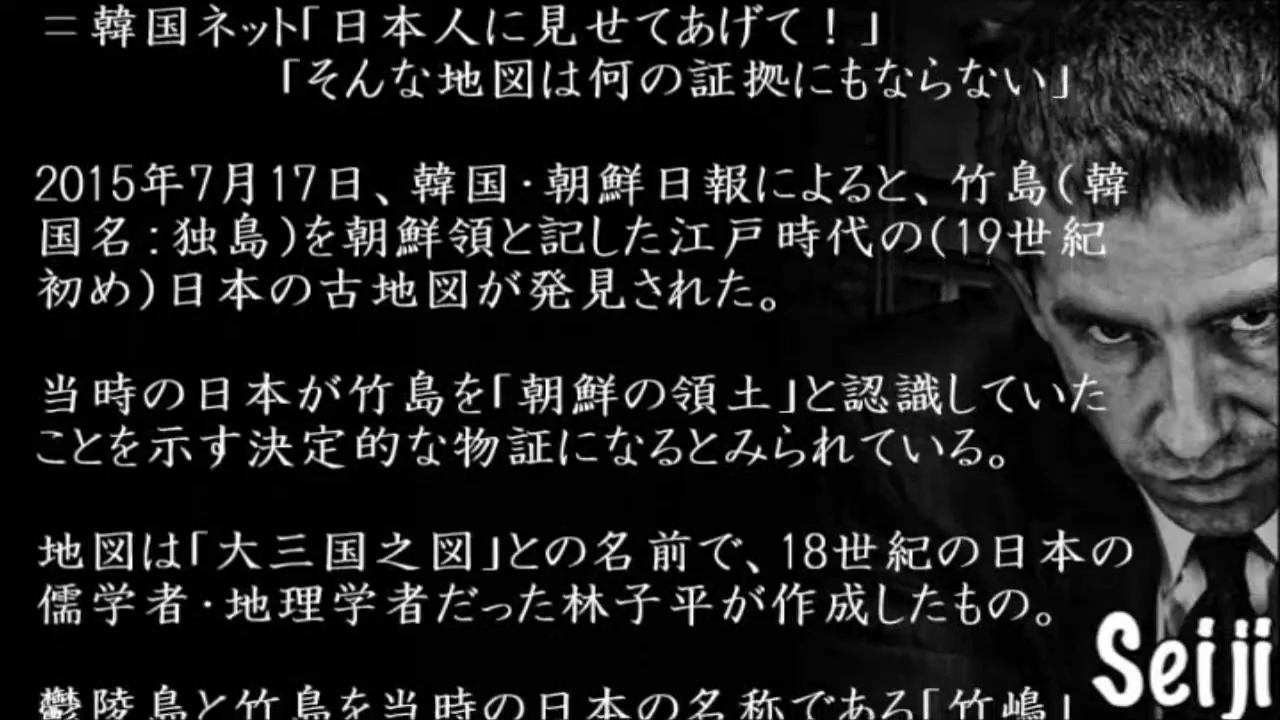 ＝韓国ネット「日本人に見せてあげて！」
「そんな地図は何の証拠にもならない」
2015年7月17日、韓国・朝鮮日報によると、竹島（韓
国名：独島）を朝鮮領と記した江戸時代の（19世紀
初め）日本の古地図が発見された。
当時の日本が竹島を「朝鮮の領土」と認識していた
ことを示す決定的な物証になるとみられている。
地図は「大三国之図」との名前で、18世紀の日本の
儒学者・地理学者だった林子平が作成したもの。
鬱陵島と竹島を当時の日本の名称である「竹嶋」
Seiji